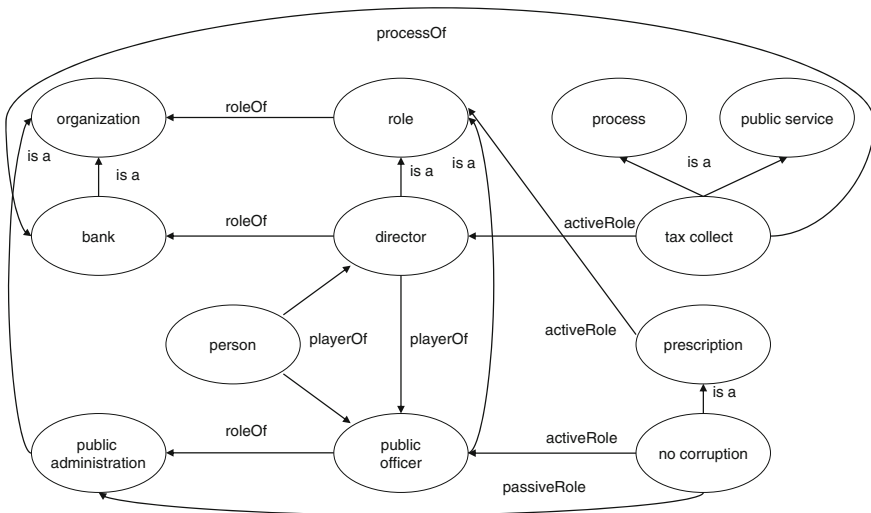 processOf
organization
roleOf
role
process
public service
is a
is a
is a
is a
is a
bank
roleOf
director
activeRole
tax collect
person
playerOf
playerOf
activeRole
prescription
is a
public
administration
roleOf
public
officer
activeRole
no corruption
passiveRole